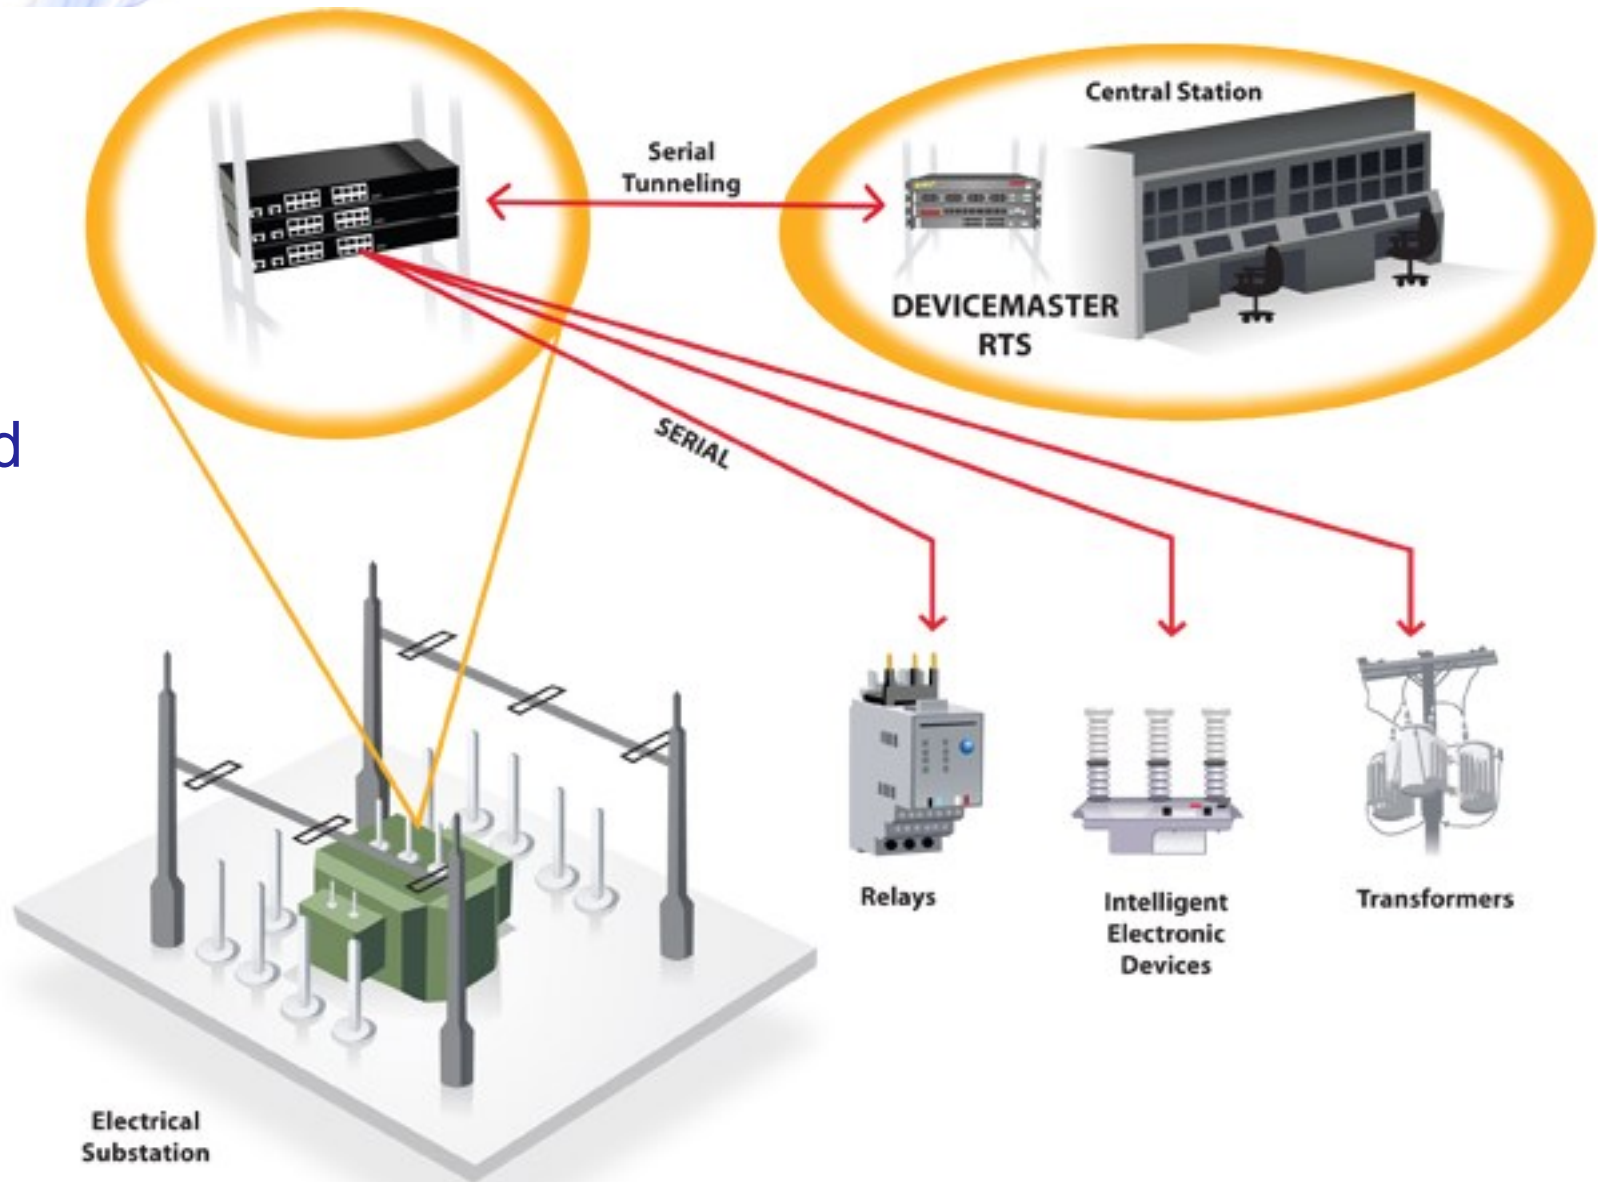 Central Station
Serial
Tunneling
DEVICEMASTER
RTS
d
SERIAL
Relays
Intelligent
Electronic
Devices
Transformers
Electrical
Substation